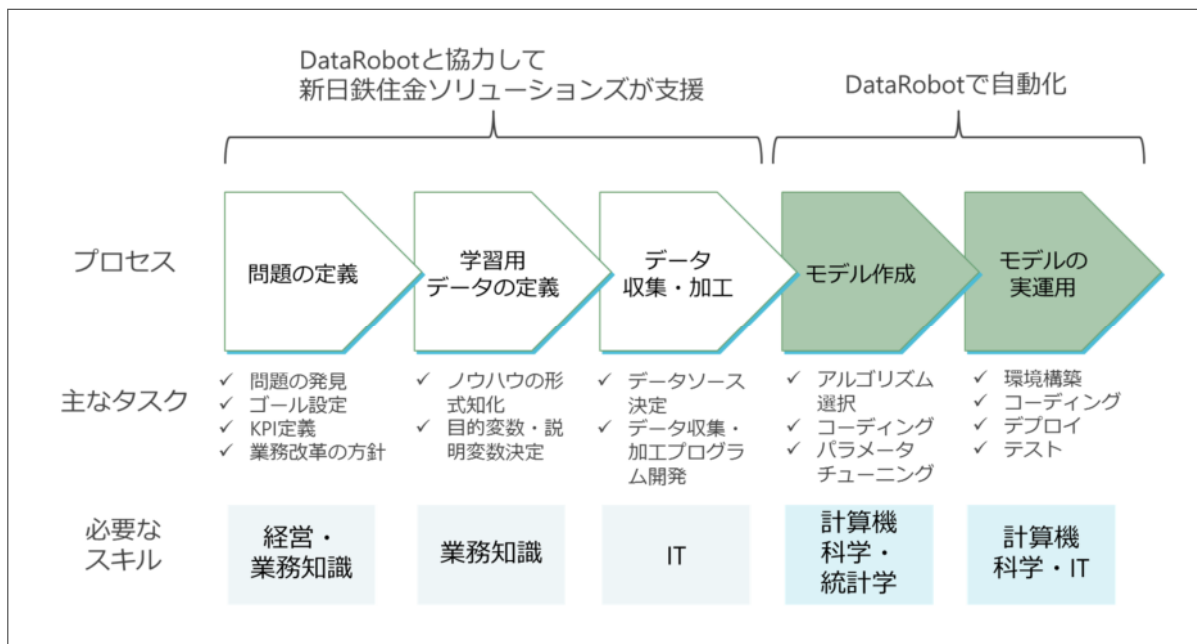 DataRobotと協力して
新日鉄住金ソリューションズが支援
DataRobotで自動化
プロセス
問題の定義
学習用
データの定義
データ
収集・加工
モデル作成
モデルの
実運用
主なタスク
✓ 問題の発見
✓ ゴール設定
✓ KPI定義
✓ 業務改革の方針
✓ ノウハウの形
式知化
✓ 目的変数・説
明変数決定
✓ データソース
決定
✓ データ収集・
加工プログラ
ム開発
✓ アルゴリズム
選択
✓ コーディング
✓ パラメータ
チューニング
✓ 環境構築
✓ コーディング
✓ デプロイ
✓ テスト
必要な
スキル
経営・
業務知識
業務知識
IT
計算機
科学・
統計学
計算機
科学・IT